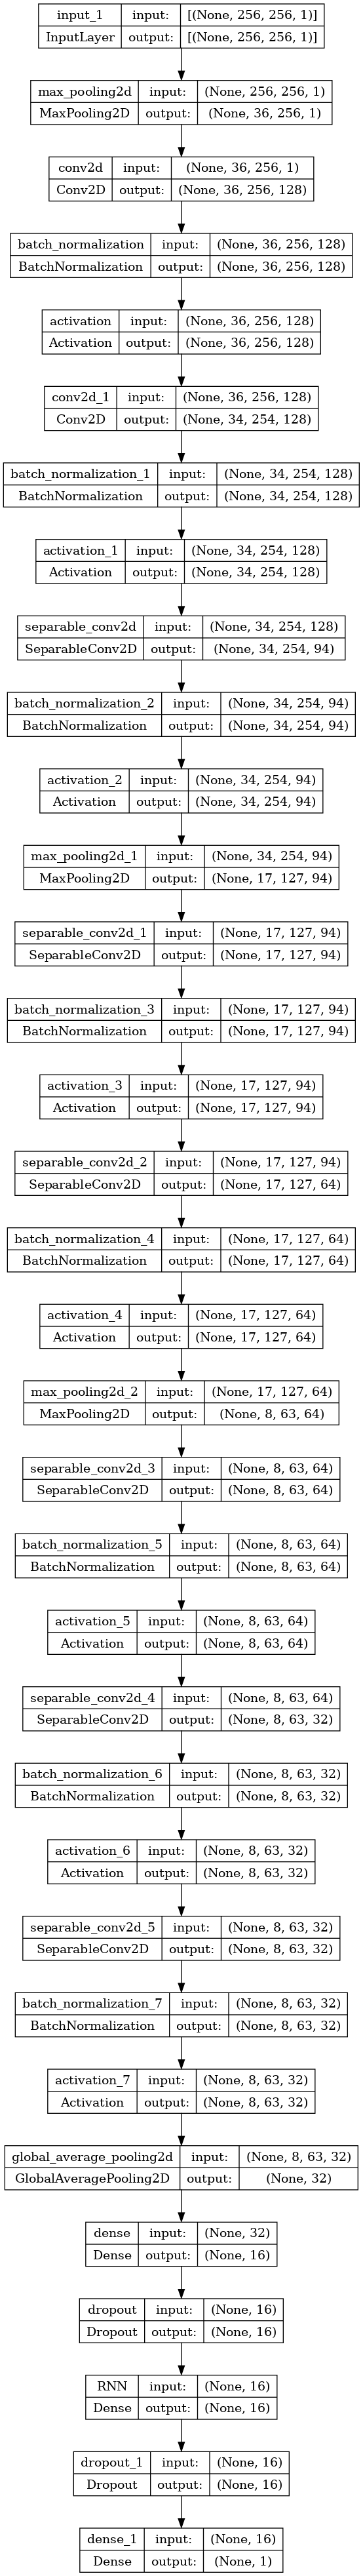 input_1 input: [(None, 256, 256, 1)]
InputLayer output: [(None, 256, 256, 1)]
max_pooling2d input: (None, 256, 256, 1)
MaxPooling2D output: (None, 36, 256, 1)
conv2d input: (None, 36, 256, 1)
Conv2D output: (None, 36, 256, 128)
batch_normalization input: (None, 36, 256, 128)
BatchNormalization output: (None, 36, 256, 128)
activation input: (None, 36, 256, 128)
Activation output: (None, 36, 256, 128)
conv2d_1 input: (None, 36, 256, 128)
Conv2D output: (None, 34, 254, 128)
batch_normalization_1 input: (None, 34, 254, 128)
BatchNormalization output: (None, 34, 254, 128)
activation_1 input: (None, 34, 254, 128)
Activation output: (None, 34, 254, 128)
separable_conv2d input: (None, 34, 254, 128)
SeparableConv2D output: (None, 34, 254, 94)
batch_normalization_2 input: (None, 34, 254, 94)
BatchNormalization output: (None, 34, 254, 94)
activation_2 input: (None, 34, 254, 94)
Activation output: (None, 34, 254, 94)
max_pooling2d_1 input: (None, 34, 254, 94)
MaxPooling2D output: (None, 17, 127, 94)
separable_conv2d_1 input: (None, 17, 127, 94)
SeparableConv2D output: (None, 17, 127, 94)
batch_normalization_3 input: (None, 17, 127, 94)
BatchNormalization output: (None, 17, 127, 94)
activation_3 input: (None, 17, 127, 94)
Activation output: (None, 17, 127, 94)
separable_conv2d_2 input: (None, 17, 127, 94)
SeparableConv2D output: (None, 17, 127, 64)
batch_normalization_4 input: (None, 17, 127, 64)
BatchNormalization output: (None, 17, 127, 64)
activation_4 input: (None, 17, 127, 64)
Activation output: (None, 17, 127, 64)
max_pooling2d_2 input: (None, 17, 127, 64)
MaxPooling2D output: (None, 8, 63, 64)
separable_conv2d_3 input: (None, 8, 63, 64)
SeparableConv2D output: (None, 8, 63, 64)
batch_normalization_5 input: (None, 8, 63, 64)
BatchNormalization output: (None, 8, 63, 64)
activation_5 input: (None, 8, 63, 64)
Activation output: (None, 8, 63, 64)
separable_conv2d_4 input: (None, 8, 63, 64)
SeparableConv2D output: (None, 8, 63, 32)
batch_normalization_6 input: (None, 8, 63, 32)
BatchNormalization output: (None, 8, 63, 32)
activation_6 input: (None, 8, 63, 32)
Activation output: (None, 8, 63, 32)
separable_conv2d_5 input: (None, 8, 63, 32)
SeparableConv2D output: (None, 8, 63, 32)
batch_normalization_7 input: (None, 8, 63, 32)
BatchNormalization output: (None, 8, 63, 32)
activation_7 input: (None, 8, 63, 32)
Activation output: (None, 8, 63, 32)
global_average_pooling2d input: (None, 8, 63, 32)
GlobalAveragePooling2D output: (None, 32)
dense input: (None, 32)
Dense output: (None, 16)
dropout input: (None, 16)
Dropout output: (None, 16)
RNN input: (None, 16)
Dense output: (None, 16)
dropout_1 input: (None, 16)
Dropout output: (None, 16)
dense_1 input: (None, 16)
Dense output: (None, 1)